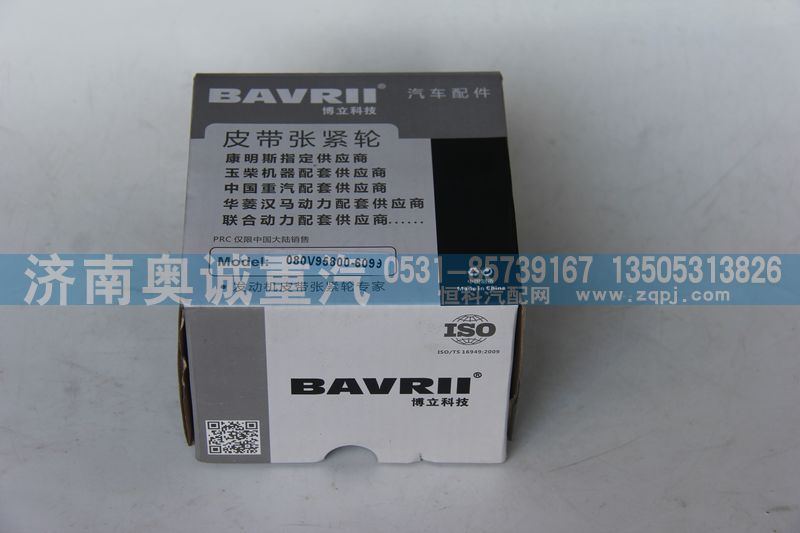 BAVRII®
博立科技
汽车配件
皮带张紧轮
康明斯指定供应商
玉柴机器配套供应商
中国重汽配套供应商
华菱汉马动力配套供应商
联合动力配套供应商......
PRC 仅限中国大陆销售
Model: 080V95800-6099
济南奥诚重汽
0531-85739167 13505313826
恒科汽配网 www.zqpj.com
中国制造
Made in China
• 发动机皮带张紧轮专家
ISO
ISO/TS 16949:2009
BAVRII®
博立科技